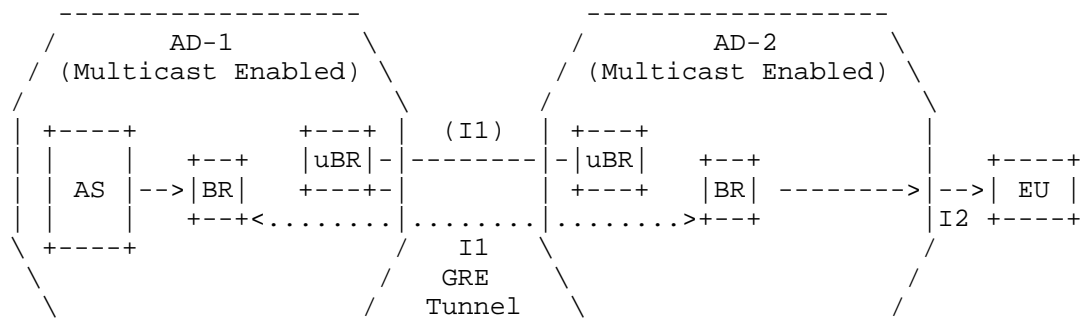 AD-1 AD-2
(Multicast Enabled) (Multicast Enabled)
(I1)
uBR uBR
AS BR BR EU
I1 I2
GRE
Tunnel